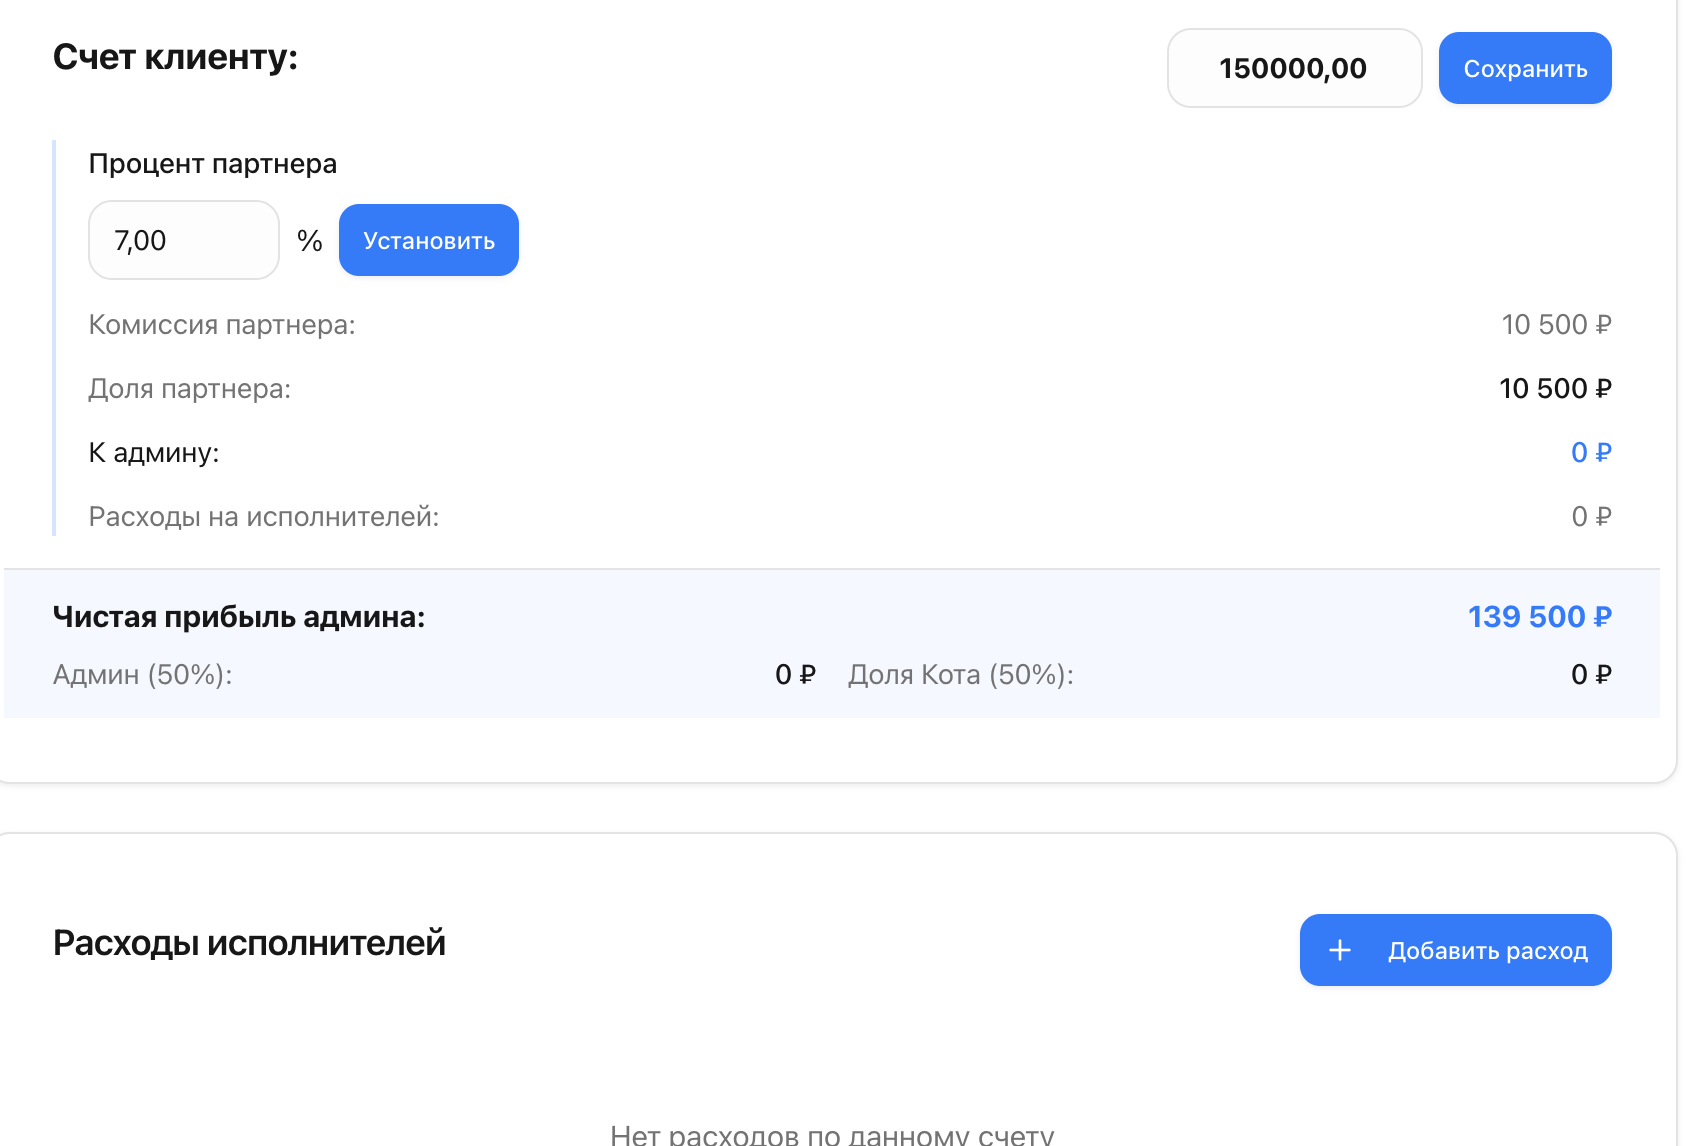 Счет клиенту:
150000,00
Сохранить
Процент партнера
7,00 %
Установить
Комиссия партнера: 10 500 ₽
Доля партнера: 10 500 ₽
К админу: 0 ₽
Расходы на исполнителей: 0 ₽
Чистая прибыль админа: 139 500 ₽
Админ (50%): 0 ₽ Доля Кота (50%): 0 ₽
Расходы исполнителей
+ Добавить расход
Нет расходов по данному счету